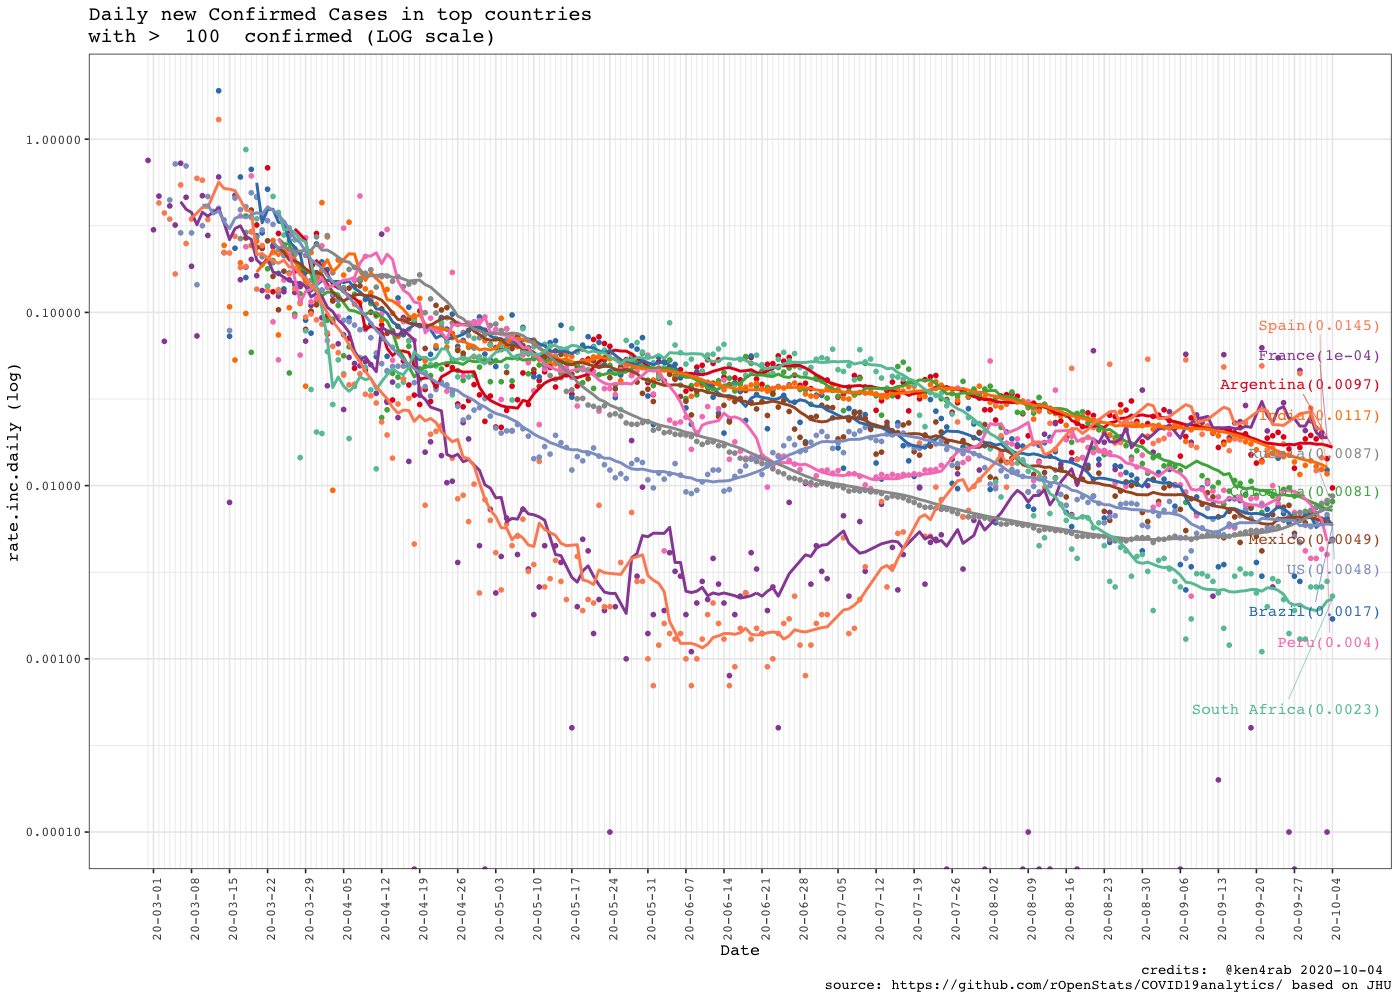 Daily new Confirmed Cases in top countries
with >  100  confirmed (LOG scale)
rate.inc.daily (log)
1.00000
0.10000
0.01000
0.00100
0.00010
Spain(0.0145)
France(1e-04)
Argentina(0.0097)
India(0.0117)
(0.0087)
(0.0081)
Mexico(0.0049)
US(0.0048)
Brazil(0.0017)
Peru(0.004)
South Africa(0.0023)
20-03-01
20-03-08
20-03-15
20-03-22
20-03-29
20-04-05
20-04-12
20-04-19
20-04-26
20-05-03
20-05-10
20-05-17
20-05-24
20-05-31
20-06-07
20-06-14
20-06-21
20-06-28
20-07-05
20-07-12
20-07-19
20-07-26
20-08-02
20-08-09
20-08-16
20-08-23
20-08-30
20-09-06
20-09-13
20-09-20
20-09-27
20-10-04
Date
credits:  @ken4rab 2020-10-04
source: https://github.com/rOpenStats/COVID19analytics/ based on JHU